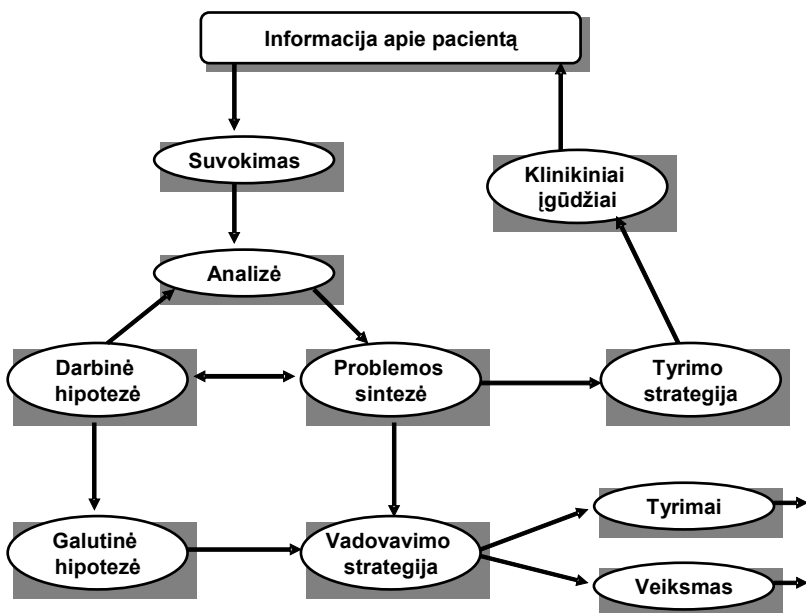 Informacija apie pacientą
Suvokimas
Klinikiniai
įgūdžiai
Analizė
Darbinė
hipotezė
Problemos
sintezė
Tyrimo
strategija
Galutinė
hipotezė
Vadovavimo
strategija
Tyrimai
Veiksmas